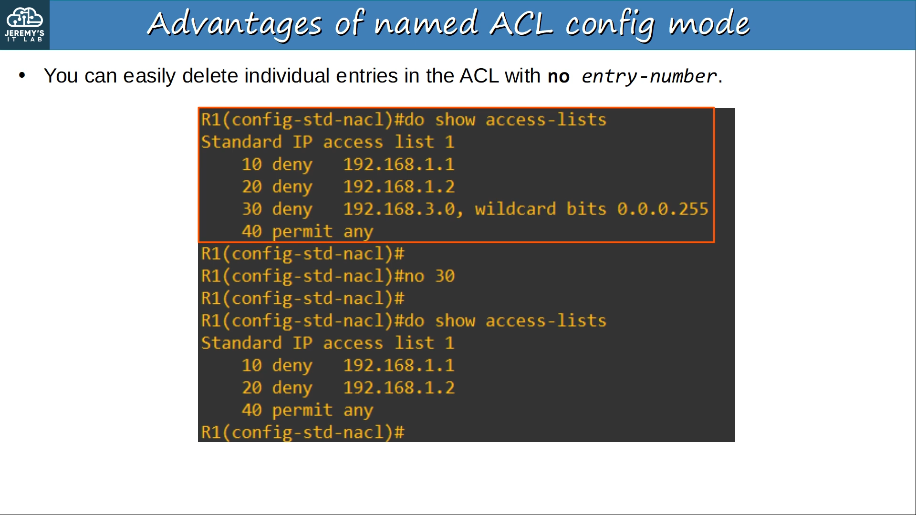 JEREMY'S
IT LAB
Advantages of named ACL config mode
• You can easily delete individual entries in the ACL with no entry-number.
R1(config-std-nacl)#do show access-lists
Standard IP access list 1
    10 deny   192.168.1.1
    20 deny   192.168.1.2
    30 deny   192.168.3.0, wildcard bits 0.0.0.255
    40 permit any
R1(config-std-nacl)#
R1(config-std-nacl)#no 30
R1(config-std-nacl)#
R1(config-std-nacl)#do show access-lists
Standard IP access list 1
    10 deny   192.168.1.1
    20 deny   192.168.1.2
    40 permit any
R1(config-std-nacl)#